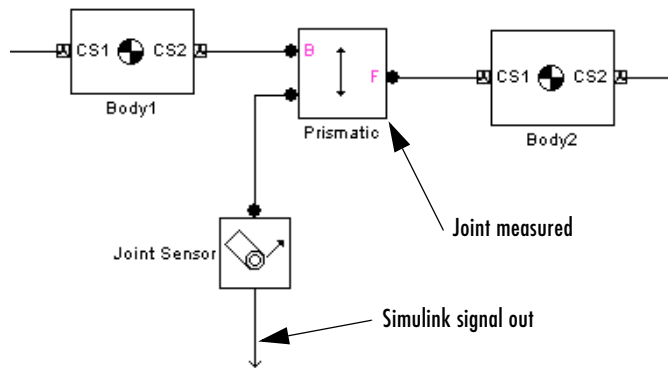 CS1 CS2
Body1
B
F
Prismatic
CS1 CS2
Body2
Joint measured
Joint Sensor
Simulink signal out